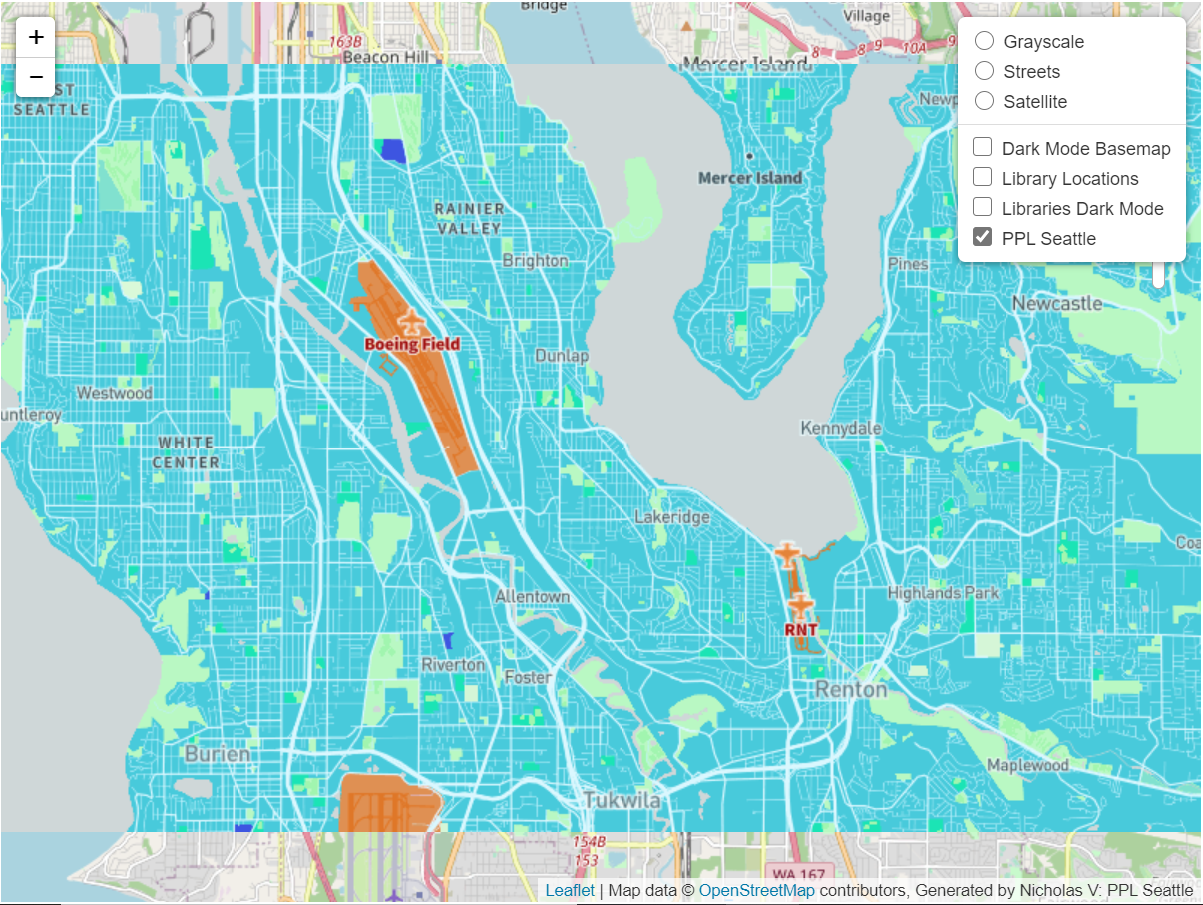 +
−
Bridge
Village
163B
Beacon Hill
Mercer Island
8
8
9
10A
9
ST
SEATTLE
Newp
Grayscale
Streets
Satellite
Dark Mode Basemap
Library Locations
Libraries Dark Mode
PPL Seattle
Mercer Island
RAINIER
VALLEY
Brighton
Pines
Newcastle
Boeing Field
Dunlap
Westwood
untleroy
WHITE
CENTER
Kennydale
Lakeridge
Coa
Allentown
Highlands Park
RNT
Riverton
Foster
Renton
Burien
Maplewood
Tukwila
154B
153
WA 167
Leaflet | Map data © OpenStreetMap contributors, Generated by Nicholas V: PPL Seattle